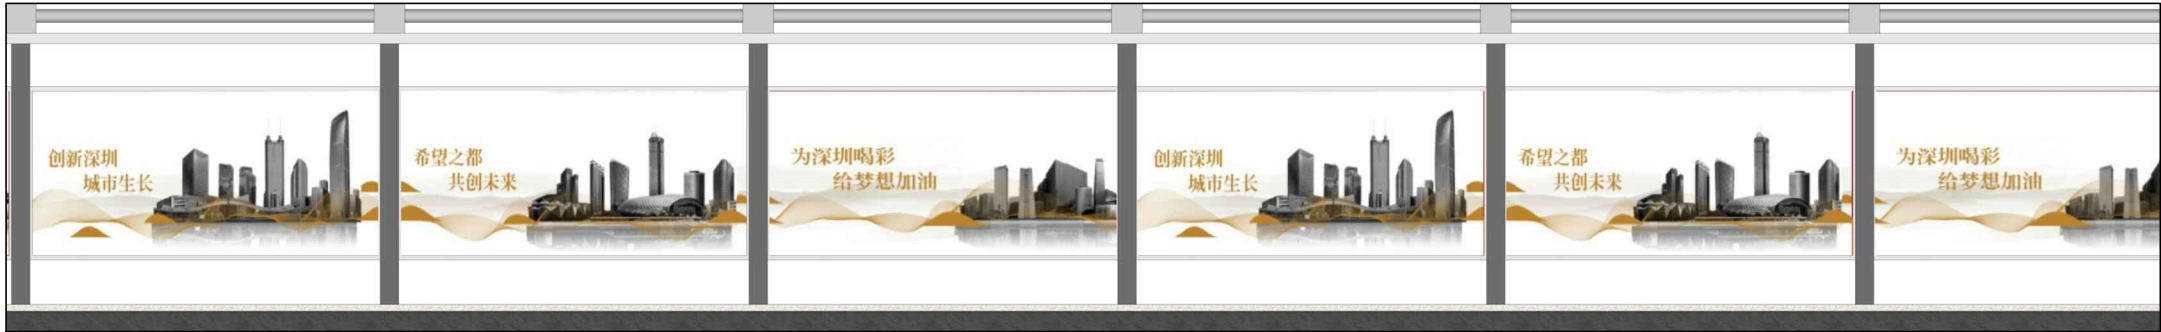 创新深圳
城市生长
希望之都
共创未来
为深圳喝彩
给梦想加油
创新深圳
城市生长
希望之都
共创未来
为深圳喝彩
给梦想加油